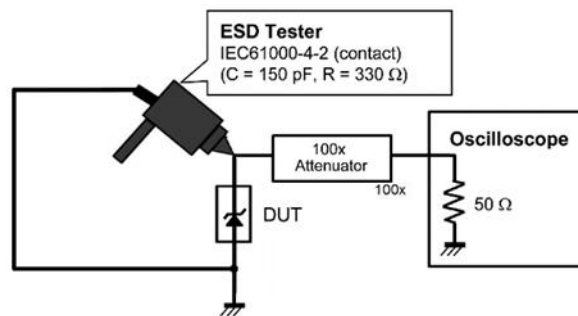 ESD Tester
IEC61000-4-2 (contact)
(C = 150 pF, R = 330 Ω)
100x
Attenuator
100x
Oscilloscope
50 Ω
DUT